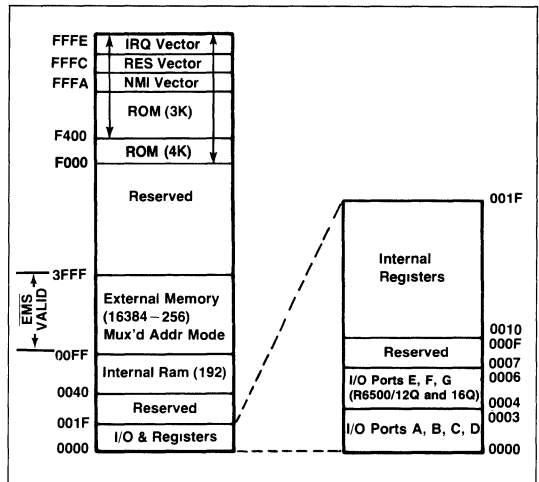 FFFE
IRQ Vector
FFFC
RES Vector
FFFA
NMI Vector
ROM (3K)
F400
ROM (4K)
F000
Reserved
3FFF
EMS
VALID
External Memory
(16384 – 256)
Mux'd Addr Mode
00FF
Internal Ram (192)
0040
Reserved
001F
I/O & Registers
0000
001F
Internal
Registers
0010
000F
Reserved
0007
0006
I/O Ports E, F, G
(R6500/12Q and 16Q)
0004
0003
I/O Ports A, B, C, D
0000